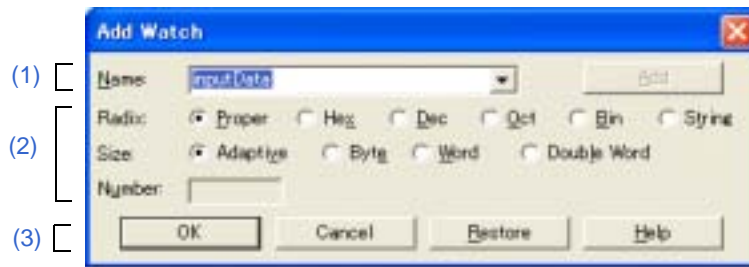 Add Watch
(1) Name: inputData Add
(2) Radix: Proper Hex Dec Oct Bin String
Size: Adaptive Byte Word Double Word
Number:
(3) OK Cancel Restore Help